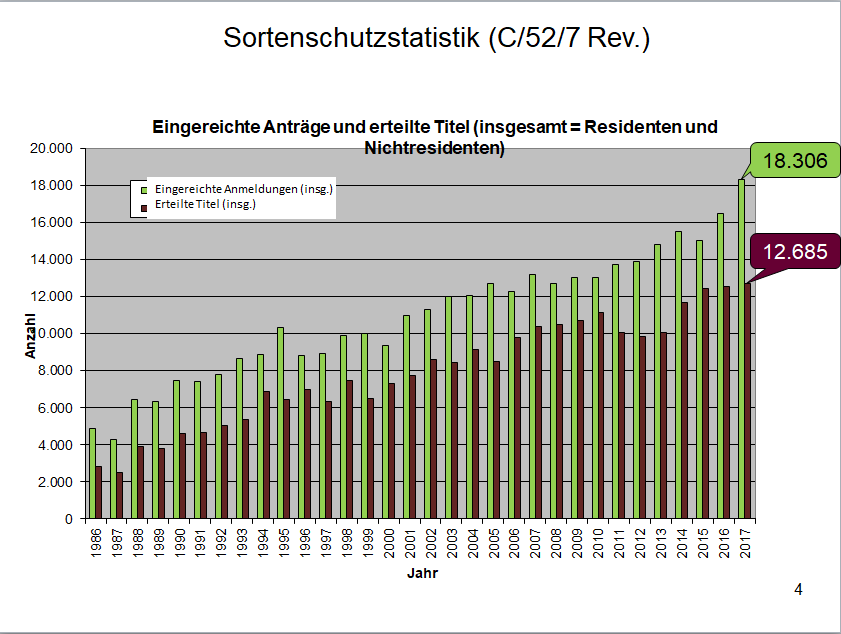 Sortenschutzstatistik (C/52/7 Rev.)
Eingereichte Anträge und erteilte Titel (insgesamt = Residenten und
Nichtresidenten)
20.000
18.000
16.000
14.000
12.000
10.000
8.000
6.000
4.000
2.000
0
Anzahl
Eingereichte Anmeldungen (insg.)
Erteilte Titel (insg.)
18.306
12.685
1986 1987 1988 1989 1990 1991 1992 1993 1994 1995 1996 1997 1998 1999 2000 2001 2002 2003 2004 2005 2006 2007 2008 2009 2010 2011 2012 2013 2014 2015 2016 2017
Jahr
4